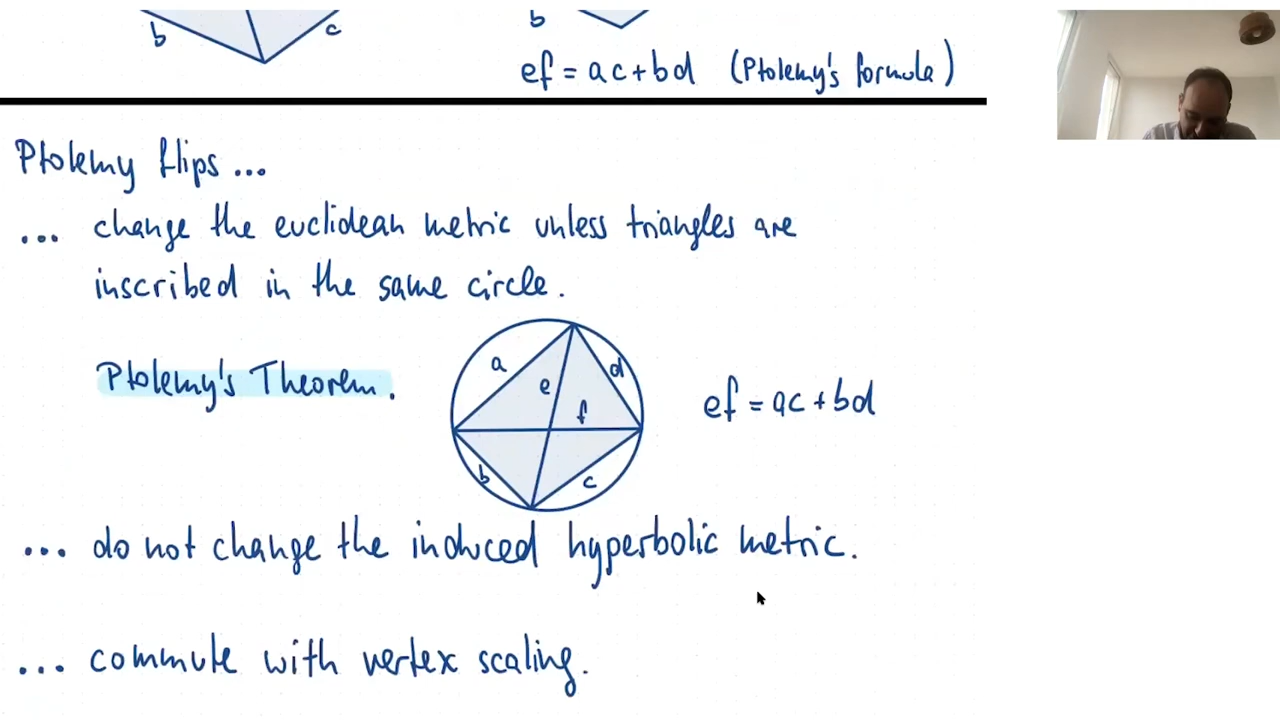 b c b
ef = ac + bd (Ptolemy's formula)
Ptolemy flips...
... change the euclidean metric unless triangles are
inscribed in the same circle.
Ptolemy's Theorem.
a d
e
f
b c
ef = ac + bd
... do not change the induced hyperbolic metric.
... commute with vertex scaling.